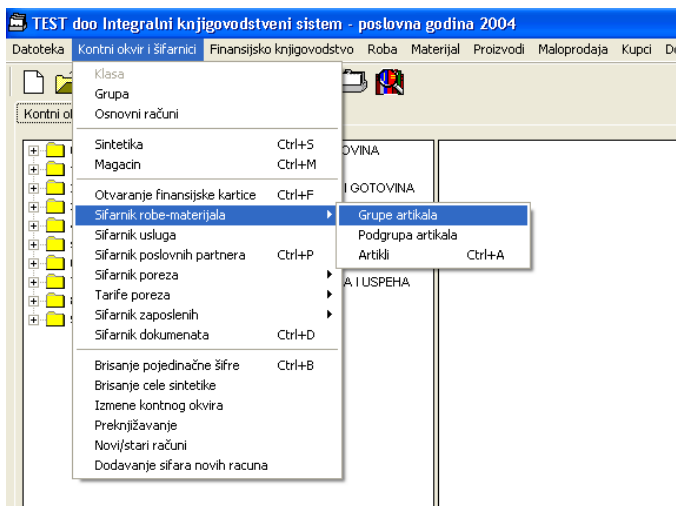 TEST doo Integralni knjigovodstveni sistem - poslovna godina 2004
Datoteka Kontni okvir i šifarnici Finansijsko knjigovodstvo Roba Materijal Proizvodi Maloprodaja Kupci
Klasa
Grupa
Kontni
Osnovni računi
Sintetika Ctrl+S
Magacin Ctrl+M
I GOTOVINA
Otvaranje finansijske kartice Ctrl+F
Sifarnik robe-materijala Grupe artikala
Sifarnik usluga Podgrupa artikala
Sifarnik poslovnih partnera Ctrl+P Artikli Ctrl+A
Sifarnik poreza A I USPEHA
Tarife poreza
Sifarnik zaposlenih
Sifarnik dokumenata Ctrl+D
Brisanje pojedinačne šifre Ctrl+B
Brisanje cele sintetike
Izmene kontnog okvira
Preknjižavanje
Novi/stari računi
Dodavanje sifara novih racuna